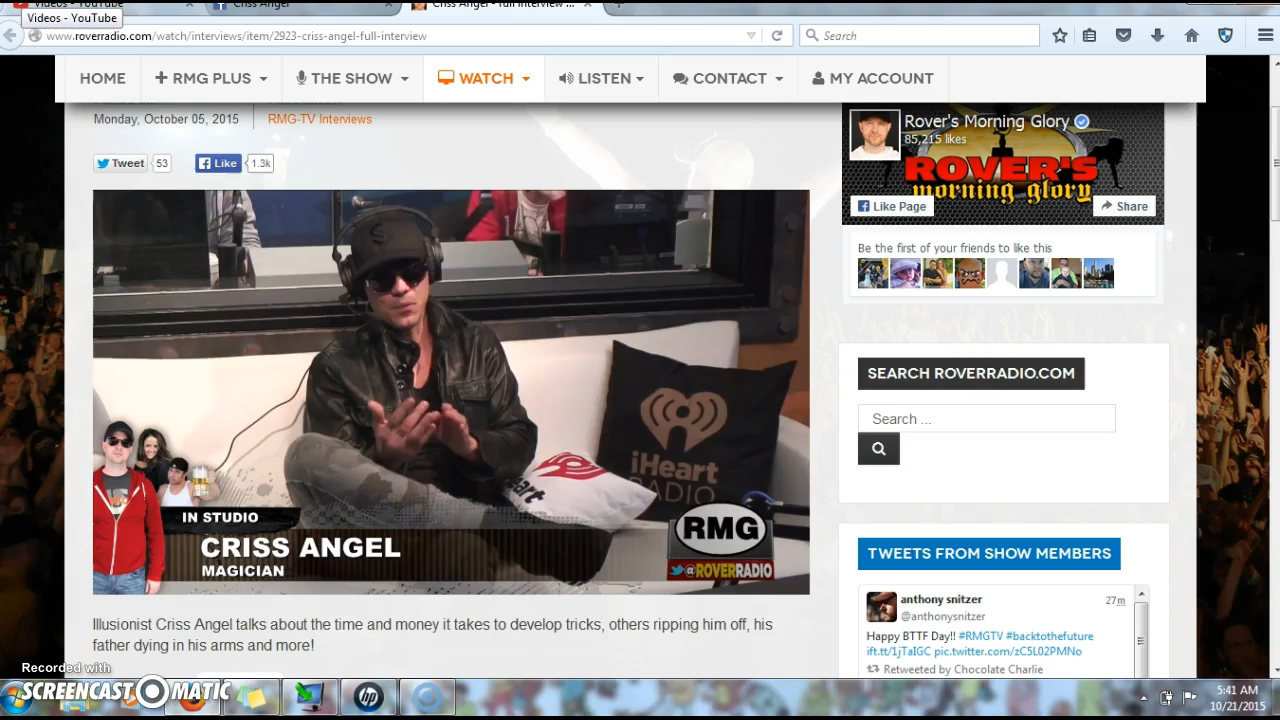 Videos - YouTube
Criss Angel
Criss Angel - full interview ...
Videos - YouTube
www.roverradio.com/watch/interviews/item/2923-criss-angel-full-interview
Search
HOME
RMG PLUS
THE SHOW
WATCH
LISTEN
CONTACT
MY ACCOUNT
Monday, October 05, 2015
RMG-TV Interviews
Tweet
53
Like
1.3k
Rover's Morning Glory
85,215 likes
ROVER'S
morning glory
Like Page
Share
Be the first of your friends to like this
iHeart
RADIO
iHeart
IN STUDIO
CRISS ANGEL
MAGICIAN
RMG
@ROVERRADIO
SEARCH ROVERRADIO.COM
Search ...
TWEETS FROM SHOW MEMBERS
anthony snitzer
27m
@anthonysnitzer
Happy BTTF Day!! #RMGTV #backtothefuture
ift.tt/1jTaIGC pic.twitter.com/zC5L02PMNo
Retweeted by Chocolate Charlie
Illusionist Criss Angel talks about the time and money it takes to develop tricks, others ripping him off, his
father dying in his arms and more!
Recorded with
SCREENCAST MATIC
hp
5:41 AM
10/21/2015